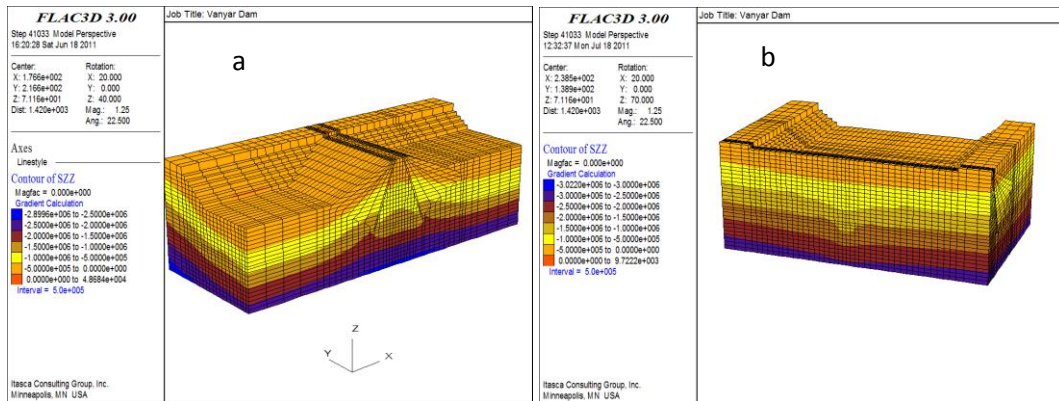 FLAC3D 3.00
Step 41033 Model Perspective
16:20:28 Sat Jun 18 2011
Center:
X: 1.766e+002
Y: 2.166e+002
Z: 7.116e+001
Dist: 1.420e+003
Rotation:
X: 20.000
Y: 0.000
Z: 40.000
Mag.: 1.25
Ang.: 22.500
Axes
Linestyle
Contour of SZZ
Magfac = 0.000e+000
Gradient Calculation
-2.8996e+006 to -2.5000e+006
-2.5000e+006 to -2.0000e+006
-2.0000e+006 to -1.5000e+006
-1.5000e+006 to -1.0000e+006
-1.0000e+006 to -5.0000e+005
-5.0000e+005 to 0.0000e+000
0.0000e+000 to 4.8684e+004
Interval = 5.0e+005
Itasca Consulting Group, Inc.
Minneapolis, MN USA
Job Title: Vanyar Dam
a
Z
Y
X
FLAC3D 3.00
Step 41033 Model Perspective
12:32:37 Mon Jul 18 2011
Center:
X: 2.385e+002
Y: 1.389e+002
Z: 7.116e+001
Dist: 1.420e+003
Rotation:
X: 20.000
Y: 0.000
Z: 70.000
Mag.: 1.25
Ang.: 22.500
Contour of SZZ
Magfac = 0.000e+000
Gradient Calculation
-3.0220e+006 to -3.0000e+006
-3.0000e+006 to -2.5000e+006
-2.5000e+006 to -2.0000e+006
-2.0000e+006 to -1.5000e+006
-1.5000e+006 to -1.0000e+006
-1.0000e+006 to -5.0000e+005
-5.0000e+005 to 0.0000e+000
0.0000e+000 to 9.7222e+003
Interval = 5.0e+005
Itasca Consulting Group, Inc.
Minneapolis, MN USA
Job Title: Vanyar Dam
b